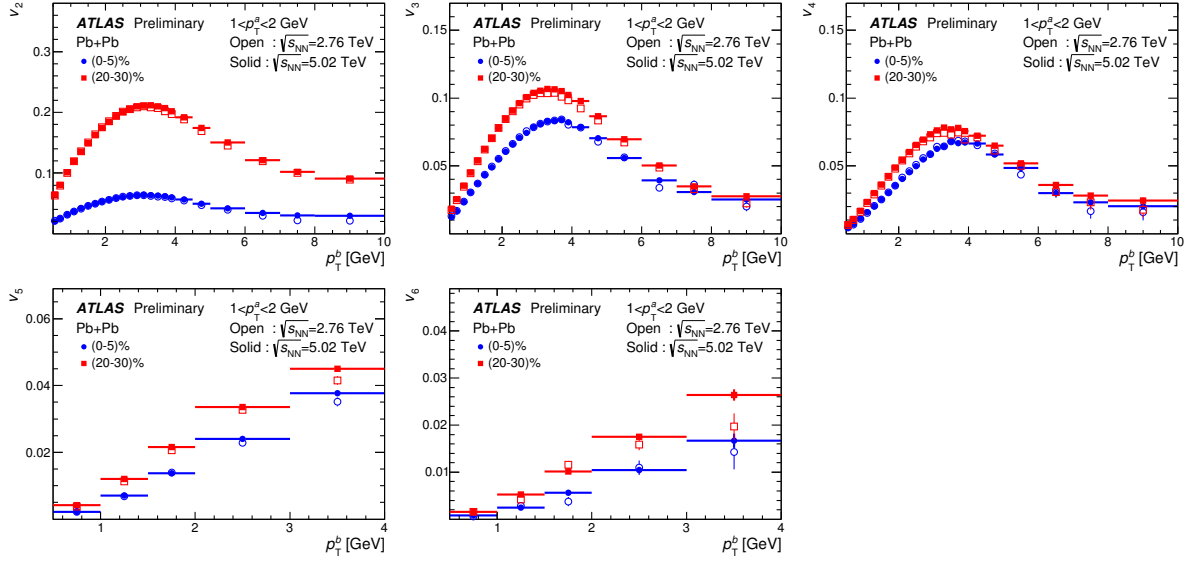 v2
ATLAS Preliminary 1<p_T^a<2 GeV
Pb+Pb Open : √s_NN=2.76 TeV
(0-5)% Solid : √s_NN=5.02 TeV
(20-30)%
0.3
0.2
0.1
2 4 6 8 10
p_T^b [GeV]
v3
ATLAS Preliminary 1<p_T^a<2 GeV
Pb+Pb Open : √s_NN=2.76 TeV
(0-5)% Solid : √s_NN=5.02 TeV
(20-30)%
0.15
0.1
0.05
2 4 6 8 10
p_T^b [GeV]
v4
ATLAS Preliminary 1<p_T^a<2 GeV
Pb+Pb Open : √s_NN=2.76 TeV
(0-5)% Solid : √s_NN=5.02 TeV
(20-30)%
0.15
0.1
0.05
2 4 6 8 10
p_T^b [GeV]
v5
ATLAS Preliminary 1<p_T^a<2 GeV
Pb+Pb Open : √s_NN=2.76 TeV
(0-5)% Solid : √s_NN=5.02 TeV
(20-30)%
0.06
0.04
0.02
1 2 3 4
p_T^b [GeV]
v6
ATLAS Preliminary 1<p_T^a<2 GeV
Pb+Pb Open : √s_NN=2.76 TeV
(0-5)% Solid : √s_NN=5.02 TeV
(20-30)%
0.04
0.03
0.02
0.01
1 2 3 4
p_T^b [GeV]